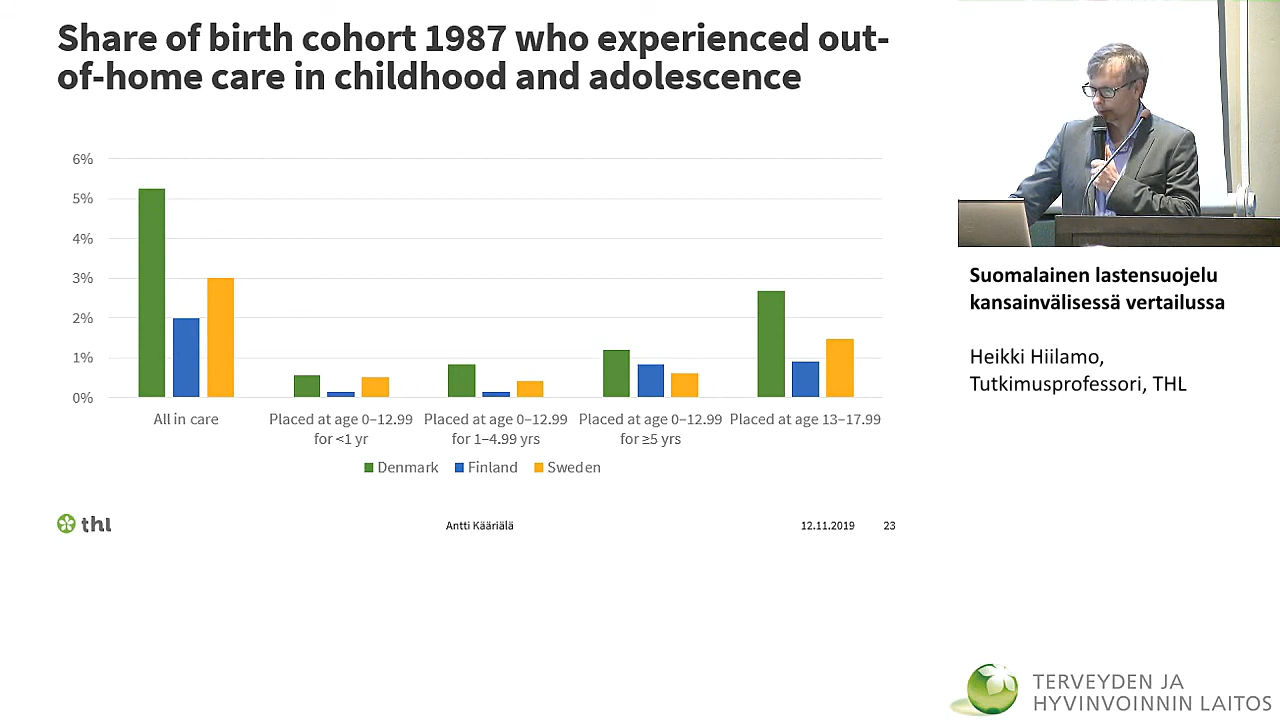 Share of birth cohort 1987 who experienced out-
of-home care in childhood and adolescence
6%
5%
4%
3%
2%
1%
0%
All in care
Placed at age 0–12.99
for <1 yr
Placed at age 0–12.99
for 1–4.99 yrs
Placed at age 0–12.99
for ≥5 yrs
Placed at age 13–17.99
Denmark
Finland
Sweden
thl
Antti Kääriälä
12.11.2019
23
Suomalainen lastensuojelu
kansainvälisessä vertailussa
Heikki Hiilamo,
Tutkimusprofessori, THL
TERVEYDEN JA
HYVINVOINNIN LAITOS